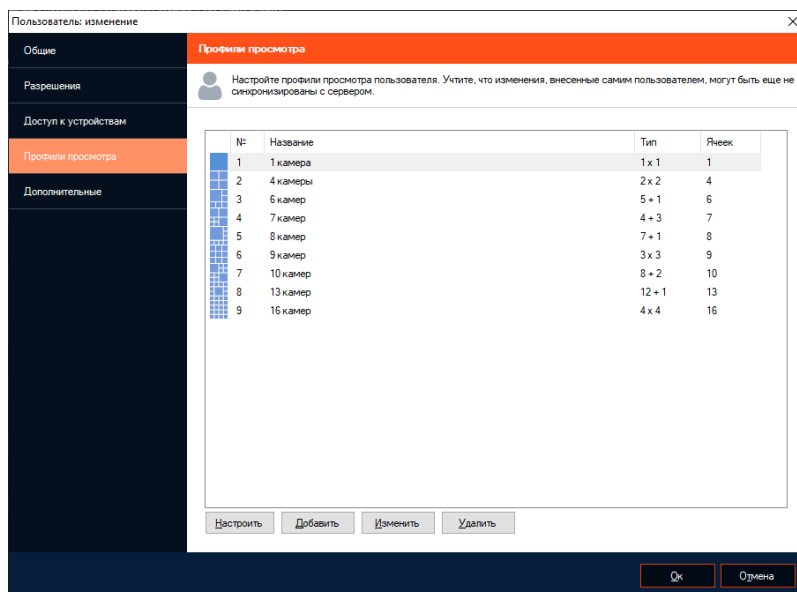 Пользователь: изменение
Общие
Разрешения
Доступ к устройствам
Профили просмотра
Дополнительные
Профили просмотра
Настройте профили просмотра пользователя. Учтите, что изменения, внесенные самим пользователем, могут быть еще не
синхронизированы с сервером.
№ Название Тип Ячеек
1 1 камера 1 x 1 1
2 4 камеры 2 x 2 4
3 6 камер 5 + 1 6
4 7 камер 4 + 3 7
5 8 камер 7 + 1 8
6 9 камер 3 x 3 9
7 10 камер 8 + 2 10
8 13 камер 12 + 1 13
9 16 камер 4 x 4 16
Настроить Добавить Изменить Удалить
Ок Отмена